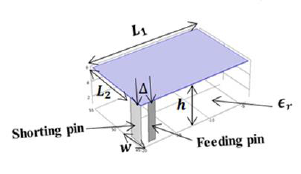 L₁
L₂
Δ
h
ϵᵣ
Shorting pin
w
Feeding pin